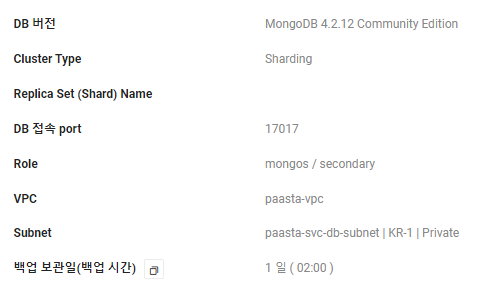 DB 버전 MongoDB 4.2.12 Community Edition
Cluster Type Sharding
Replica Set (Shard) Name
DB 접속 port 17017
Role mongos / secondary
VPC paasta-vpc
Subnet paasta-svc-db-subnet | KR-1 | Private
백업 보관일(백업 시간) 1 일 ( 02:00 )